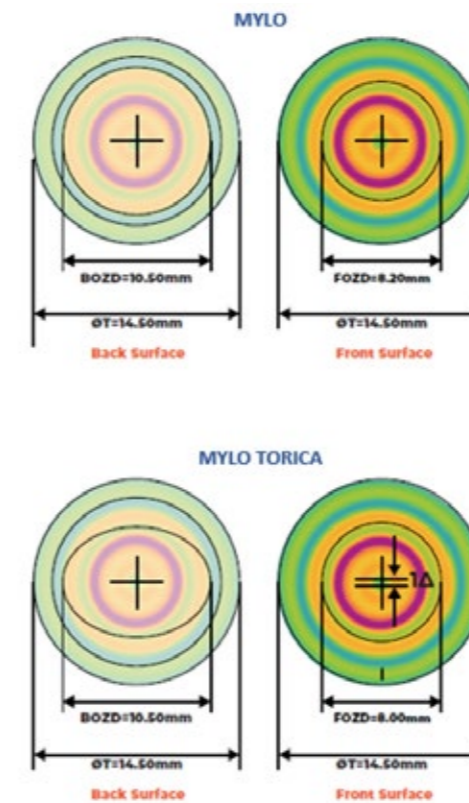 MYLO
BOZD=10.50mm
FOZD=8.20mm
ØT=14.50mm
ØT=14.50mm
Back Surface
Front Surface
MYLO TORICA
1Δ
BOZD=10.50mm
FOZD=8.00mm
ØT=14.50mm
ØT=14.50mm
Back Surface
Front Surface